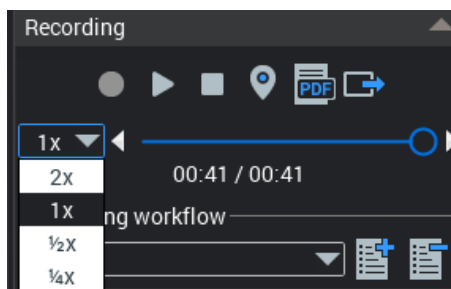 Recording
PDF
1x
00:41 / 00:41
2x
1x
ng workflow
½x
¼x